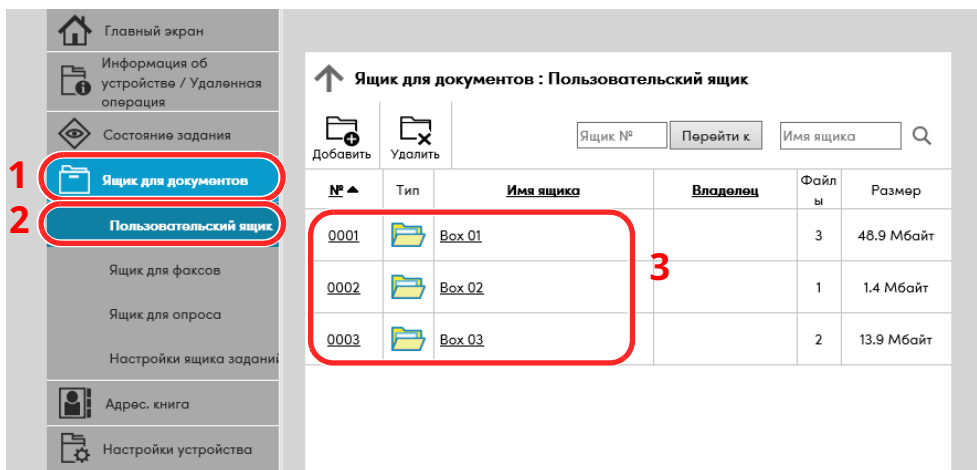 Главный экран
Информация об
устройстве / Удаленная
операция
Состояние задания
1
Ящик для документов
2
Пользовательский ящик
Ящик для факсов
Ящик для опроса
Настройки ящика заданий
Адрес. книга
Настройки устройства
Ящик для документов : Пользовательский ящик
Добавить Удалить Ящик № Перейти к Имя ящика
№ Тип Имя ящика Владелец Файл
ы Размер
0001 Box 01 3 48.9 Мбайт
3
0002 Box 02 1 1.4 Мбайт
0003 Box 03 2 13.9 Мбайт